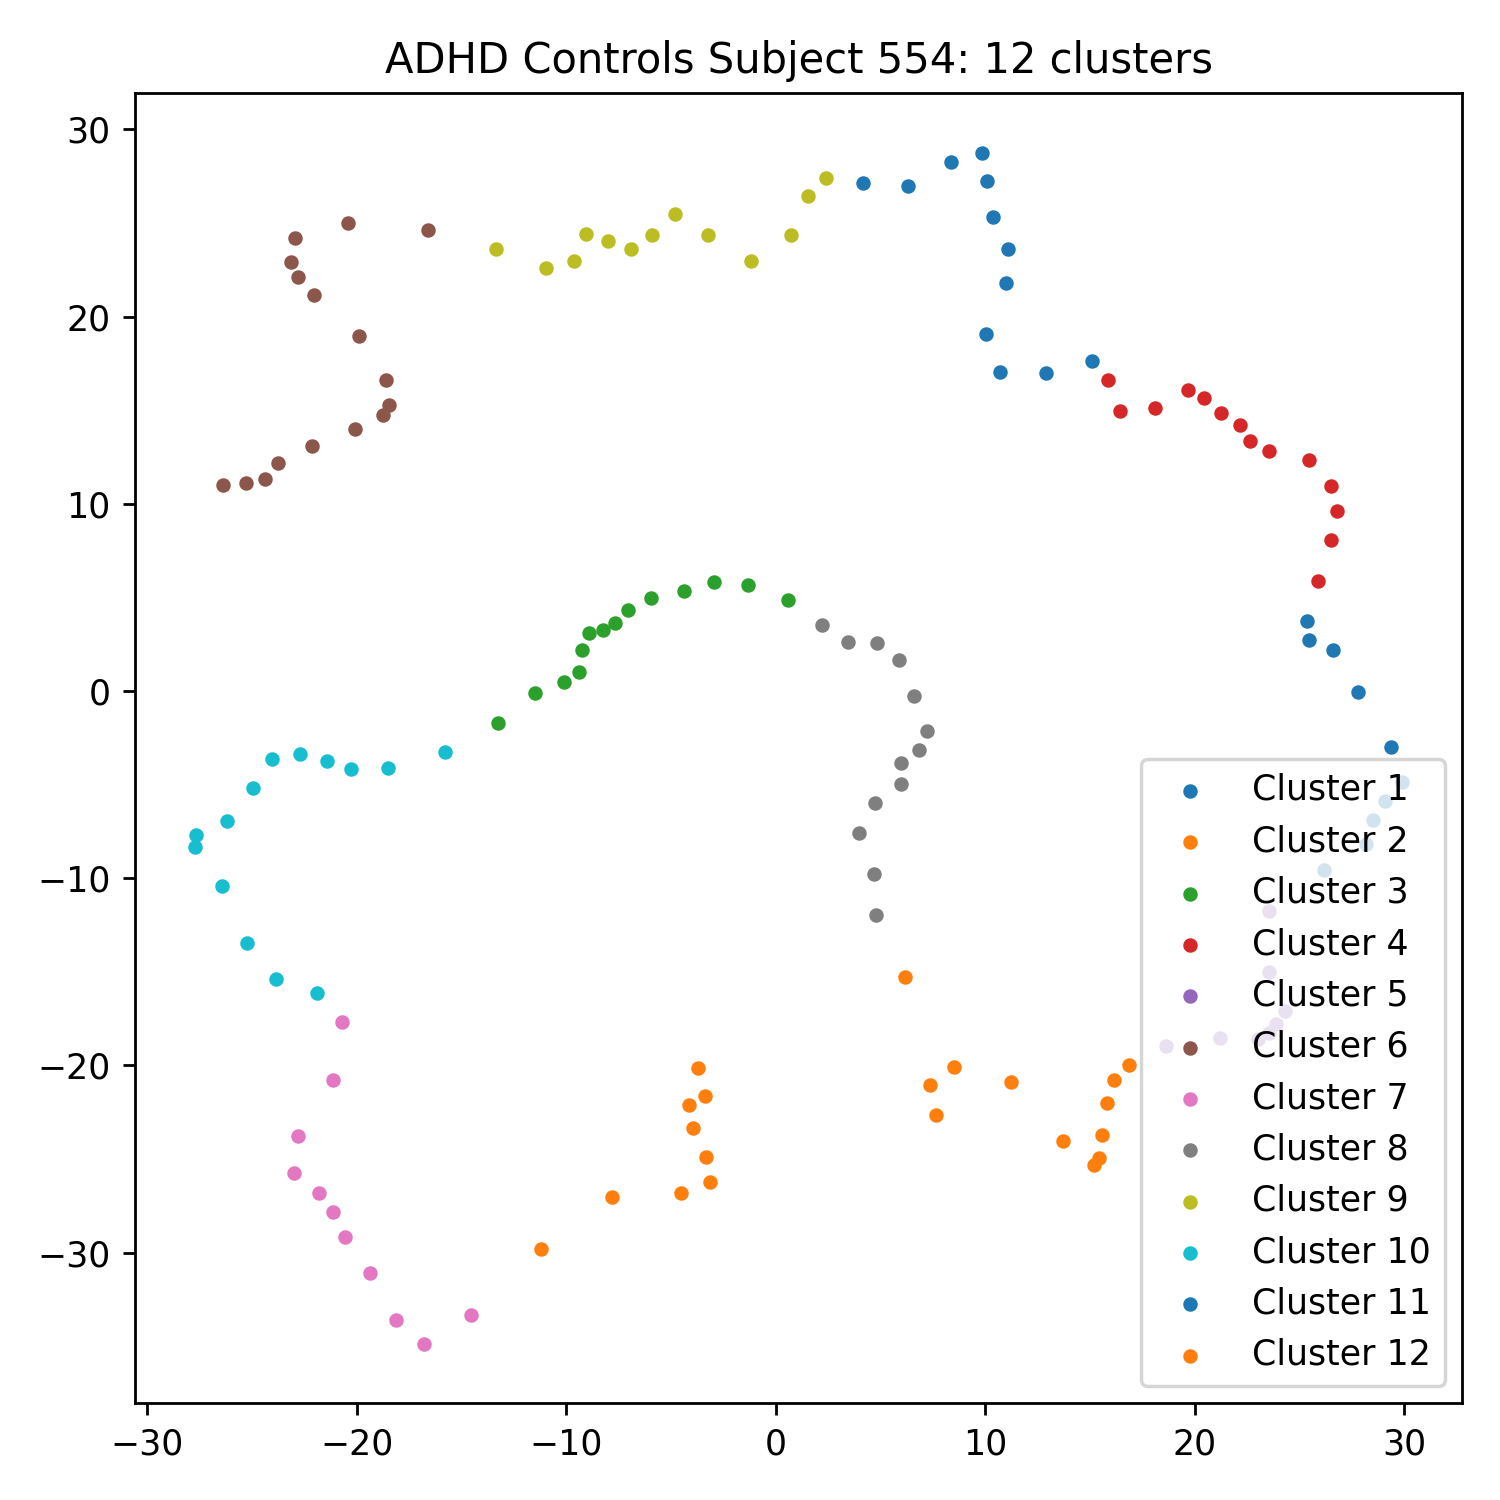 ADHD Controls Subject 554: 12 clusters
30
20
10
0
−10
−20
−30
Cluster 1
Cluster 2
Cluster 3
Cluster 4
Cluster 5
Cluster 6
Cluster 7
Cluster 8
Cluster 9
Cluster 10
Cluster 11
Cluster 12
−30 −20 −10 0 10 20 30